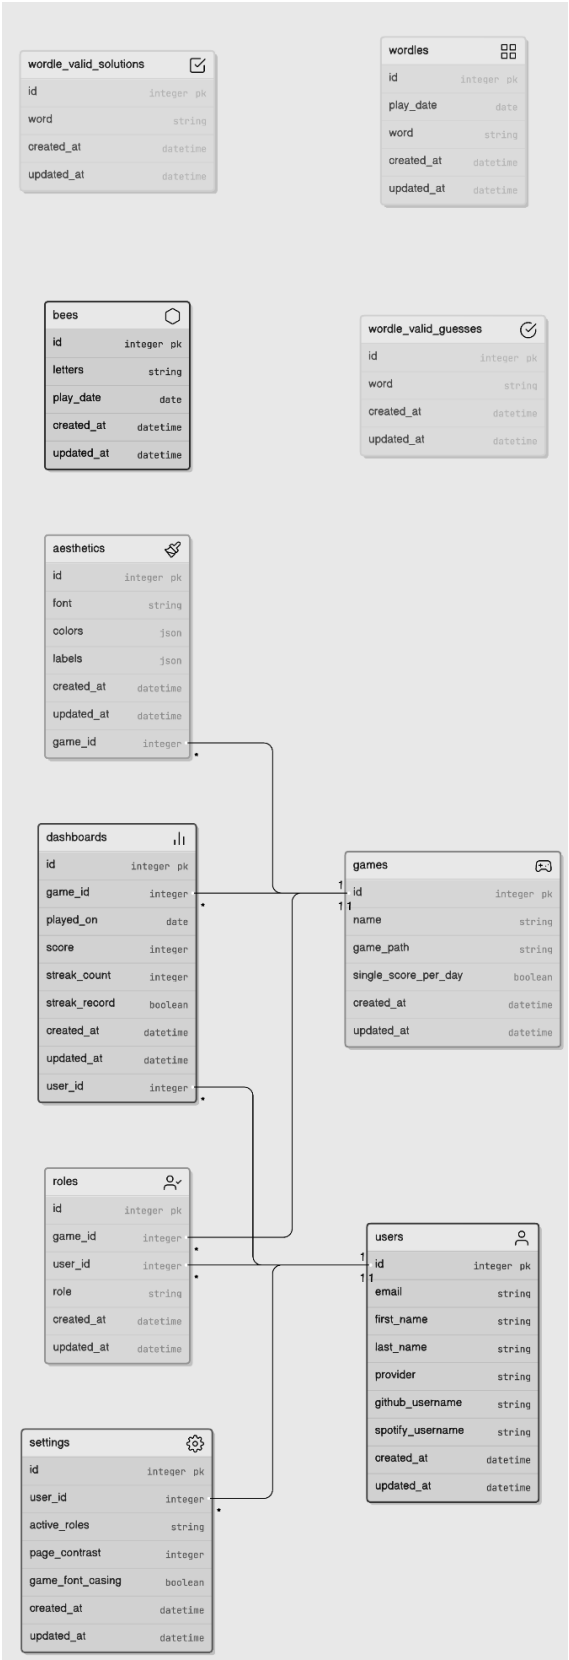 wordle_valid_solutions
id integer pk
word string
created_at datetime
updated_at datetime
wordles
id integer pk
play_date date
word string
created_at datetime
updated_at datetime
bees
id integer pk
letters string
play_date date
created_at datetime
updated_at datetime
wordle_valid_guesses
id integer pk
word string
created_at datetime
updated_at datetime
aesthetics
id integer pk
font string
colors json
labels json
created_at datetime
updated_at datetime
game_id integer
*
dashboards
id integer pk
game_id integer
*
played_on date
score integer
streak_count integer
streak_record boolean
created_at datetime
updated_at datetime
user_id integer
*
games
1
id integer pk
1 1
name string
game_path string
single_score_per_day boolean
created_at datetime
updated_at datetime
roles
id integer pk
game_id integer
*
user_id integer
*
role string
created_at datetime
updated_at datetime
users
1
id integer pk
1 1
email string
first_name string
last_name string
provider string
github_username string
spotify_username string
created_at datetime
updated_at datetime
settings
id integer pk
user_id integer
*
active_roles string
page_contrast integer
game_font_casing boolean
created_at datetime
updated_at datetime